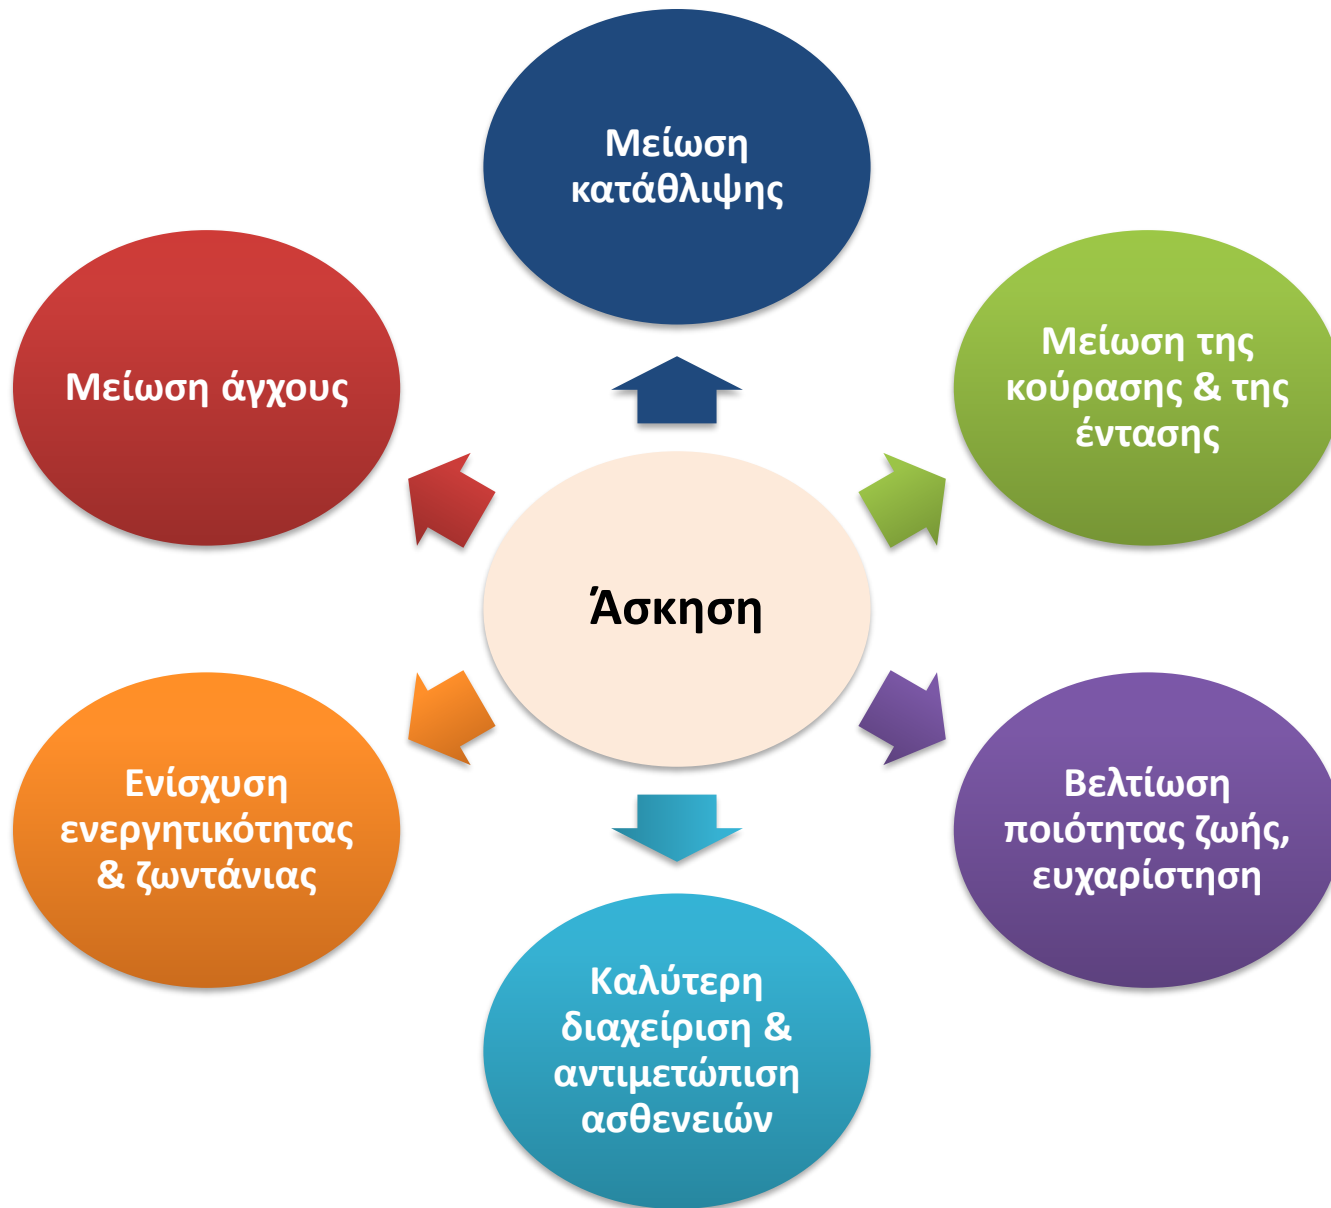 Μείωση
κατάθλιψης
Μείωση της
κούρασης & της
έντασης
Βελτίωση
ποιότητας ζωής,
ευχαρίστηση
Καλύτερη
διαχείριση &
αντιμετώπιση
ασθενειών
Ενίσχυση
ενεργητικότητας
& ζωντάνιας
Μείωση άγχους
Άσκηση